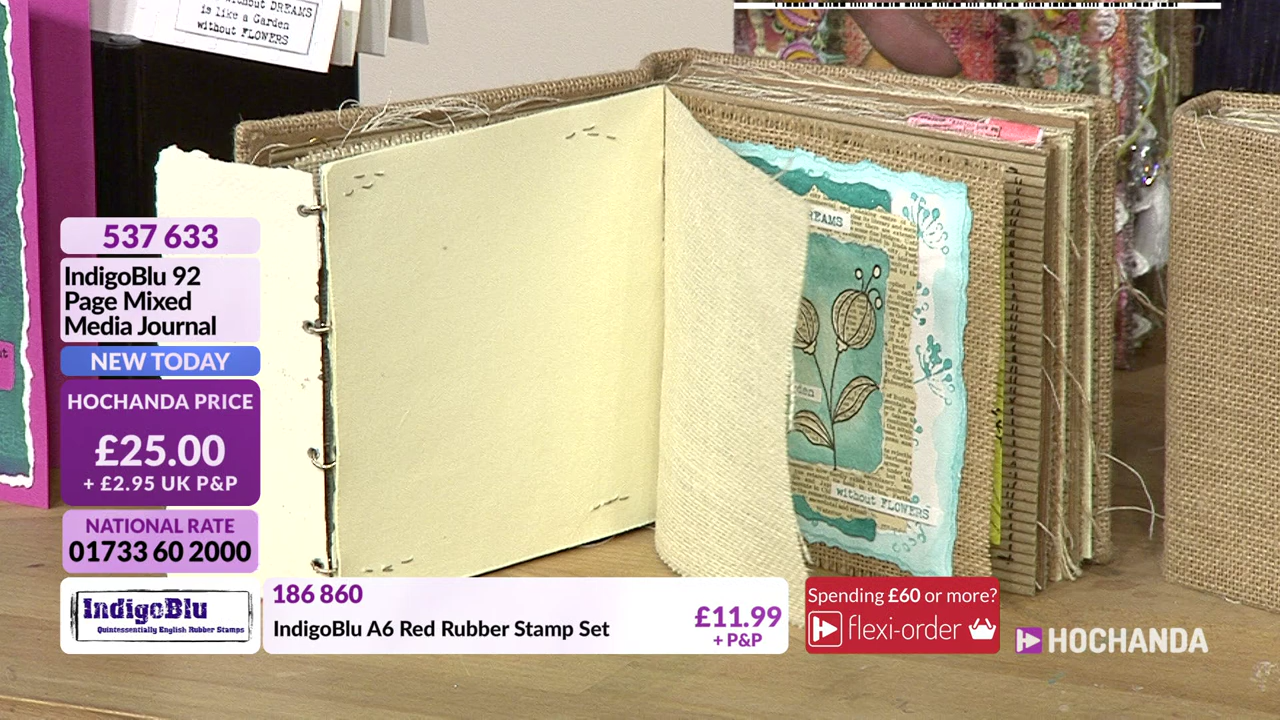 without DREAMS
is like a Garden
without FLOWERS
537 633
IndigoBlu 92
Page Mixed
Media Journal
NEW TODAY
HOCHANDA PRICE
£25.00
+ £2.95 UK P&P
NATIONAL RATE
01733 60 2000
IndigoBlu
Quintessentially English Rubber Stamps
186 860
IndigoBlu A6 Red Rubber Stamp Set
£11.99
+ P&P
Spending £60 or more?
flexi-order
HOCHANDA
REAMS
without FLOWERS